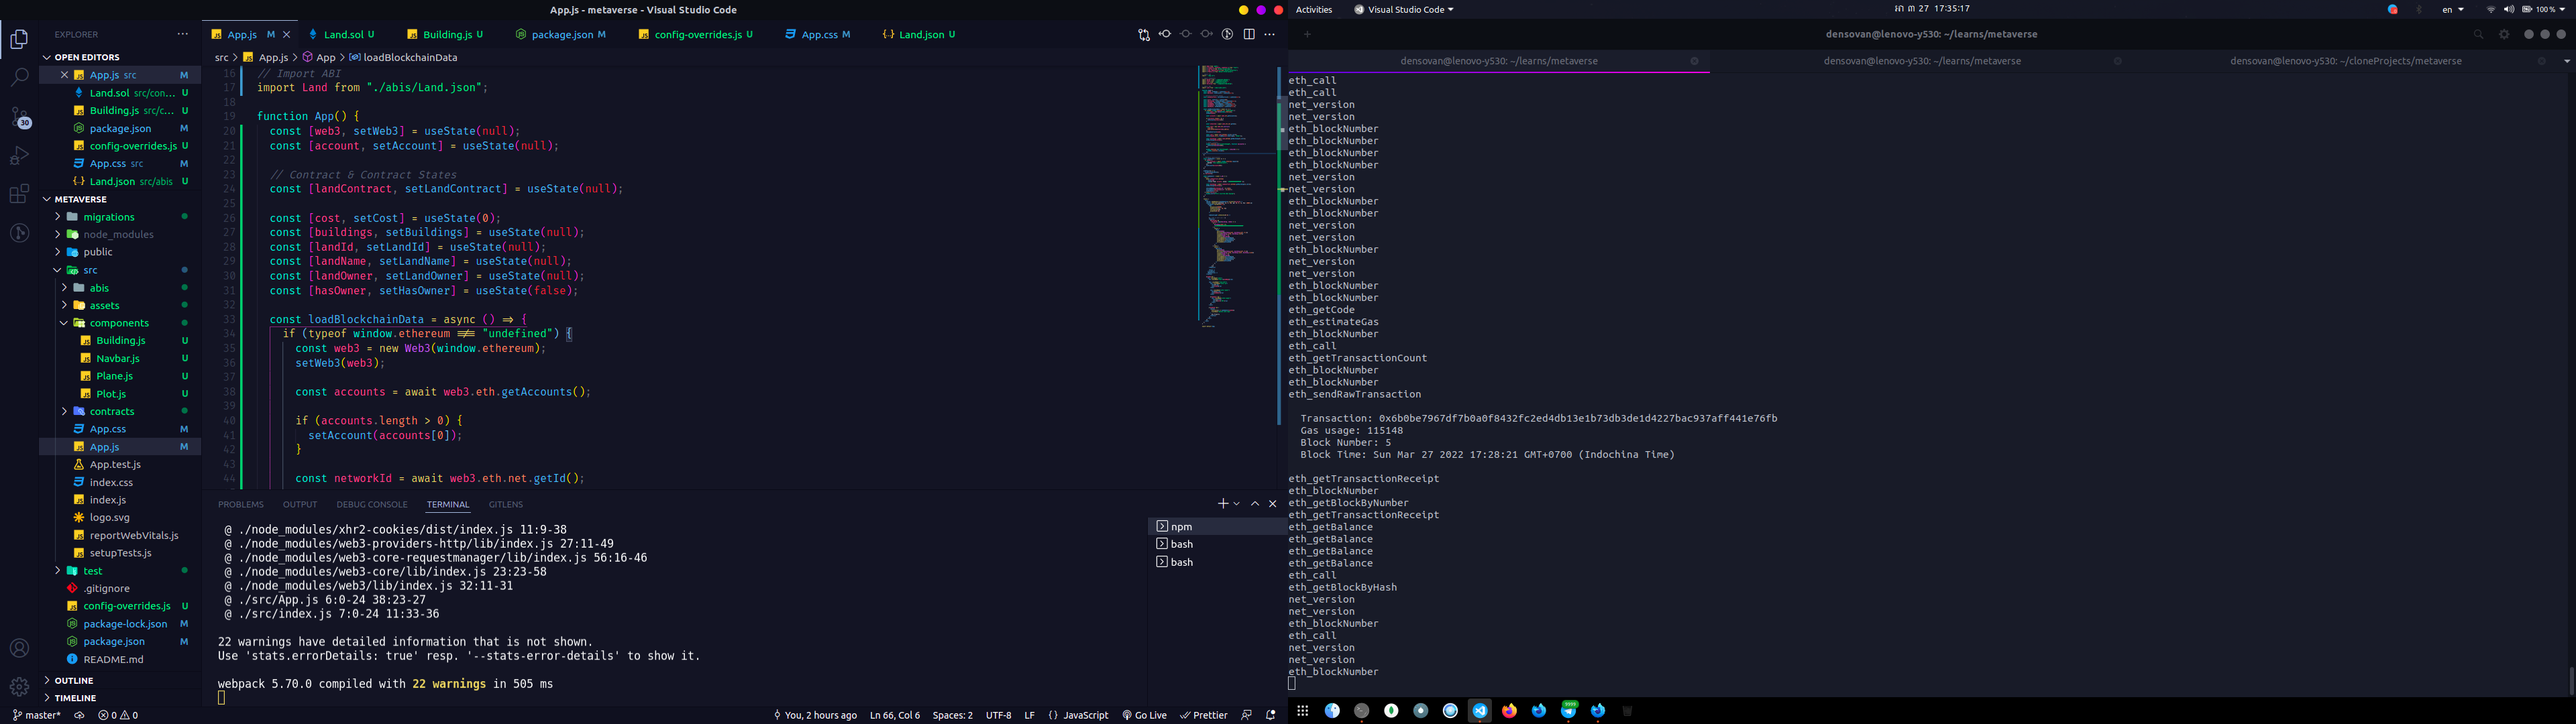 App.js - metaverse - Visual Studio Code
EXPLORER
OPEN EDITORS
App.js src M
Land.sol src/con... U
Building.js src/c... U
package.json M
config-overrides.js U
App.css src M
Land.json src/abis U
METAVERSE
migrations
node_modules
public
src
abis
assets
components
Building.js U
Navbar.js U
Plane.js U
Plot.js U
contracts
App.css M
App.js M
App.test.js
index.css
index.js
logo.svg
reportWebVitals.js
setupTests.js
test
.gitignore
config-overrides.js U
package-lock.json M
package.json M
README.md
OUTLINE
TIMELINE
30
App.js M
Land.sol U
Building.js U
package.json M
config-overrides.js U
App.css M
Land.json U
src > App.js > App > loadBlockchainData
16 // Import ABI
17 import Land from "./abis/Land.json";
18
19 function App() {
20 const [web3, setWeb3] = useState(null);
21 const [account, setAccount] = useState(null);
22
23 // Contract & Contract States
24 const [landContract, setLandContract] = useState(null);
25
26 const [cost, setCost] = useState(0);
27 const [buildings, setBuildings] = useState(null);
28 const [landId, setLandId] = useState(null);
29 const [landName, setLandName] = useState(null);
30 const [landOwner, setLandOwner] = useState(null);
31 const [hasOwner, setHasOwner] = useState(false);
32
33 const loadBlockchainData = async () => {
34 if (typeof window.ethereum !== "undefined") {
35 const web3 = new Web3(window.ethereum);
36 setWeb3(web3);
37
38 const accounts = await web3.eth.getAccounts();
39
40 if (accounts.length > 0) {
41 setAccount(accounts[0]);
42 }
43
44 const networkId = await web3.eth.net.getId();
PROBLEMS OUTPUT DEBUG CONSOLE TERMINAL GITLENS
@ ./node_modules/xhr2-cookies/dist/index.js 11:9-38
@ ./node_modules/web3-providers-http/lib/index.js 27:11-49
@ ./node_modules/web3-core-requestmanager/lib/index.js 56:16-46
@ ./node_modules/web3-core/lib/index.js 23:23-58
@ ./node_modules/web3/lib/index.js 32:11-31
@ ./src/App.js 6:0-24 38:23-27
@ ./src/index.js 7:0-24 11:33-36
22 warnings have detailed information that is not shown.
Use 'stats.errorDetails: true' resp. '--stats-error-details' to show it.
webpack 5.70.0 compiled with 22 warnings in 505 ms
npm
bash
bash
master* 0 0
You, 2 hours ago Ln 66, Col 6 Spaces: 2 UTF-8 LF {} JavaScript Go Live Prettier
Activities Visual Studio Code 27 17:35:17 en 100 %
densovan@lenovo-y530: ~/learns/metaverse
densovan@lenovo-y530: ~/learns/metaverse
densovan@lenovo-y530: ~/learns/metaverse
densovan@lenovo-y530: ~/cloneProjects/metaverse
eth_call
eth_call
net_version
net_version
eth_blockNumber
eth_blockNumber
eth_blockNumber
eth_blockNumber
net_version
net_version
eth_blockNumber
eth_blockNumber
net_version
net_version
eth_blockNumber
net_version
net_version
eth_blockNumber
eth_blockNumber
eth_getCode
eth_estimateGas
eth_blockNumber
eth_call
eth_getTransactionCount
eth_blockNumber
eth_blockNumber
eth_sendRawTransaction
Transaction: 0x6b0be7967df7b0a0f8432fc2ed4db13e1b73db3de1d4227bac937aff441e76fb
Gas usage: 115148
Block Number: 5
Block Time: Sun Mar 27 2022 17:28:21 GMT+0700 (Indochina Time)
eth_getTransactionReceipt
eth_blockNumber
eth_getBlockByNumber
eth_getTransactionReceipt
eth_getBalance
eth_getBalance
eth_getBalance
eth_getBalance
eth_call
eth_getBlockByHash
net_version
net_version
eth_blockNumber
eth_call
net_version
net_version
eth_blockNumber